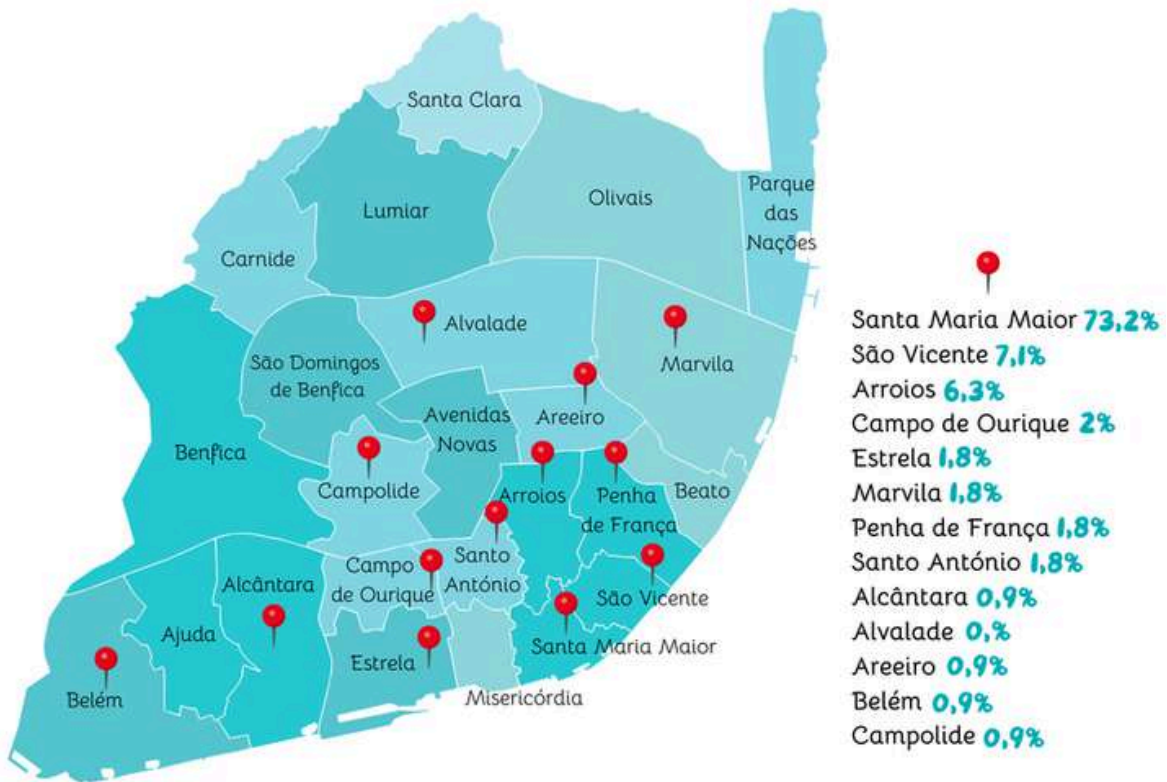 Santa Clara
Lumiar
Olivais
Parque
das
Nações
Carnide
Alvalade
Marvila
São Domingos
de Benfica
Avenidas
Novas
Areeiro
Benfica
Campolide
Arroios
Penha
de França
Beato
Santo
António
Campo
de Ourique
Alcântara
São Vicente
Ajuda
Estrela
Santa Maria Maior
Belém
Misericórdia
Santa Maria Maior 73,2%
São Vicente 7,1%
Arroios 6,3%
Campo de Ourique 2%
Estrela 1,8%
Marvila 1,8%
Penha de França 1,8%
Santo António 1,8%
Alcântara 0,9%
Alvalade 0,%
Areeiro 0,9%
Belém 0,9%
Campolide 0,9%